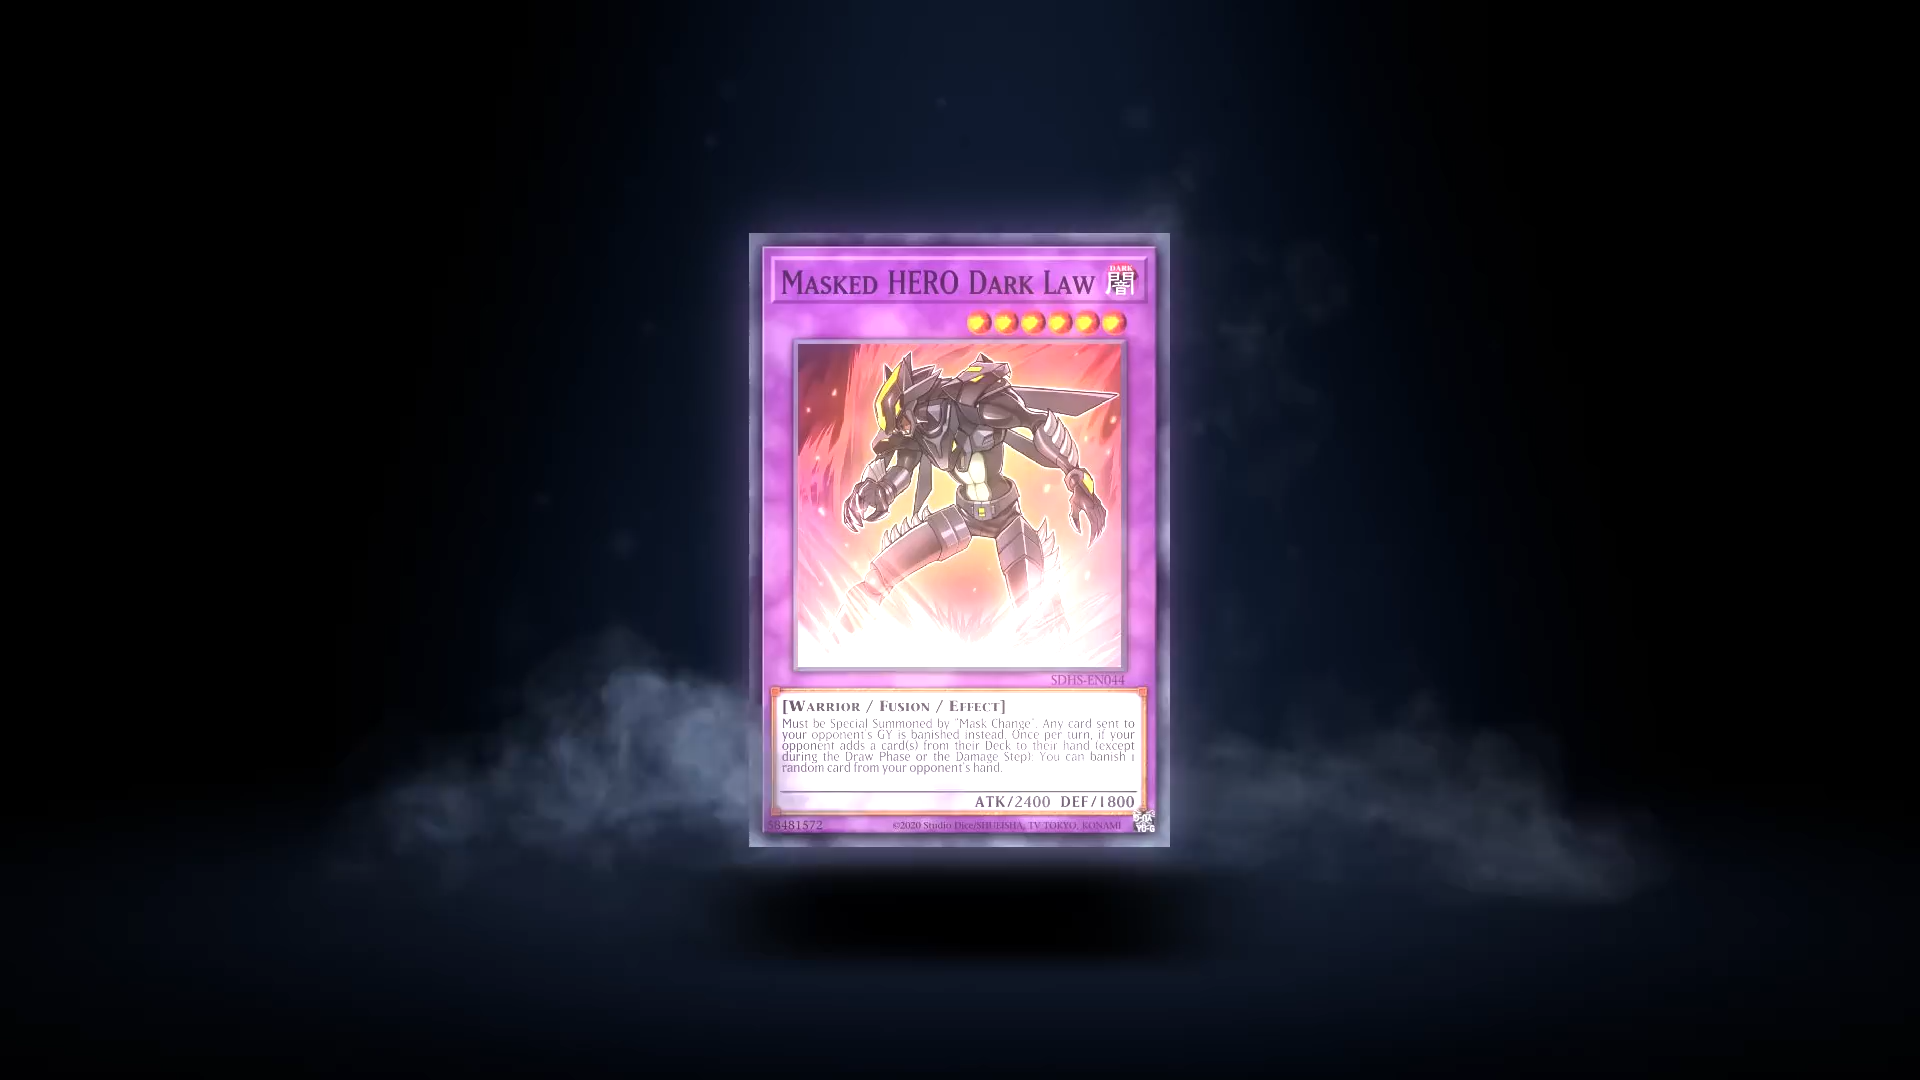 MASKED HERO DARK LAW
DARK
闇
SDHS-EN044
[WARRIOR / FUSION / EFFECT]
Must be Special Summoned by "Mask Change". Any card sent to
your opponent's GY is banished instead. Once per turn, if your
opponent adds a card(s) from their Deck to their hand (except
during the Draw Phase or the Damage Step): You can banish 1
random card from your opponent's hand.
ATK/2400 DEF/1800
58481572
©2020 Studio Dice/SHUEISHA, TV TOKYO, KONAMI